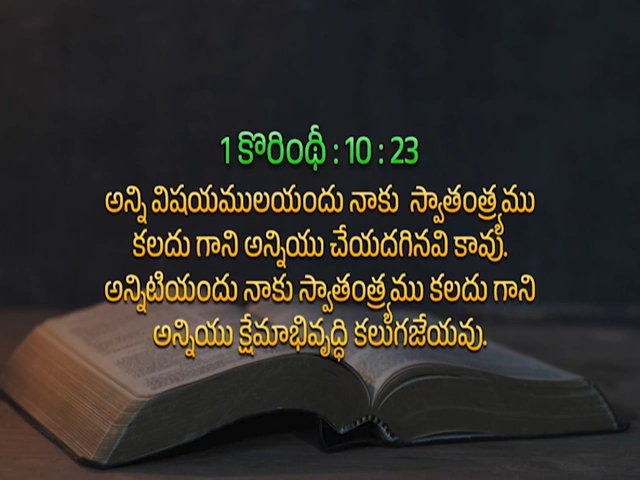 1 కొరింథీ : 10 : 23
అన్ని విషయములయందు నాకు స్వాతంత్ర్యము
కలదు గాని అన్నియు చేయదగినవి కావు.
అన్నిటియందు నాకు స్వాతంత్ర్యము కలదు గాని
అన్నియు క్షేమాభివృద్ధి కలుగజేయవు.